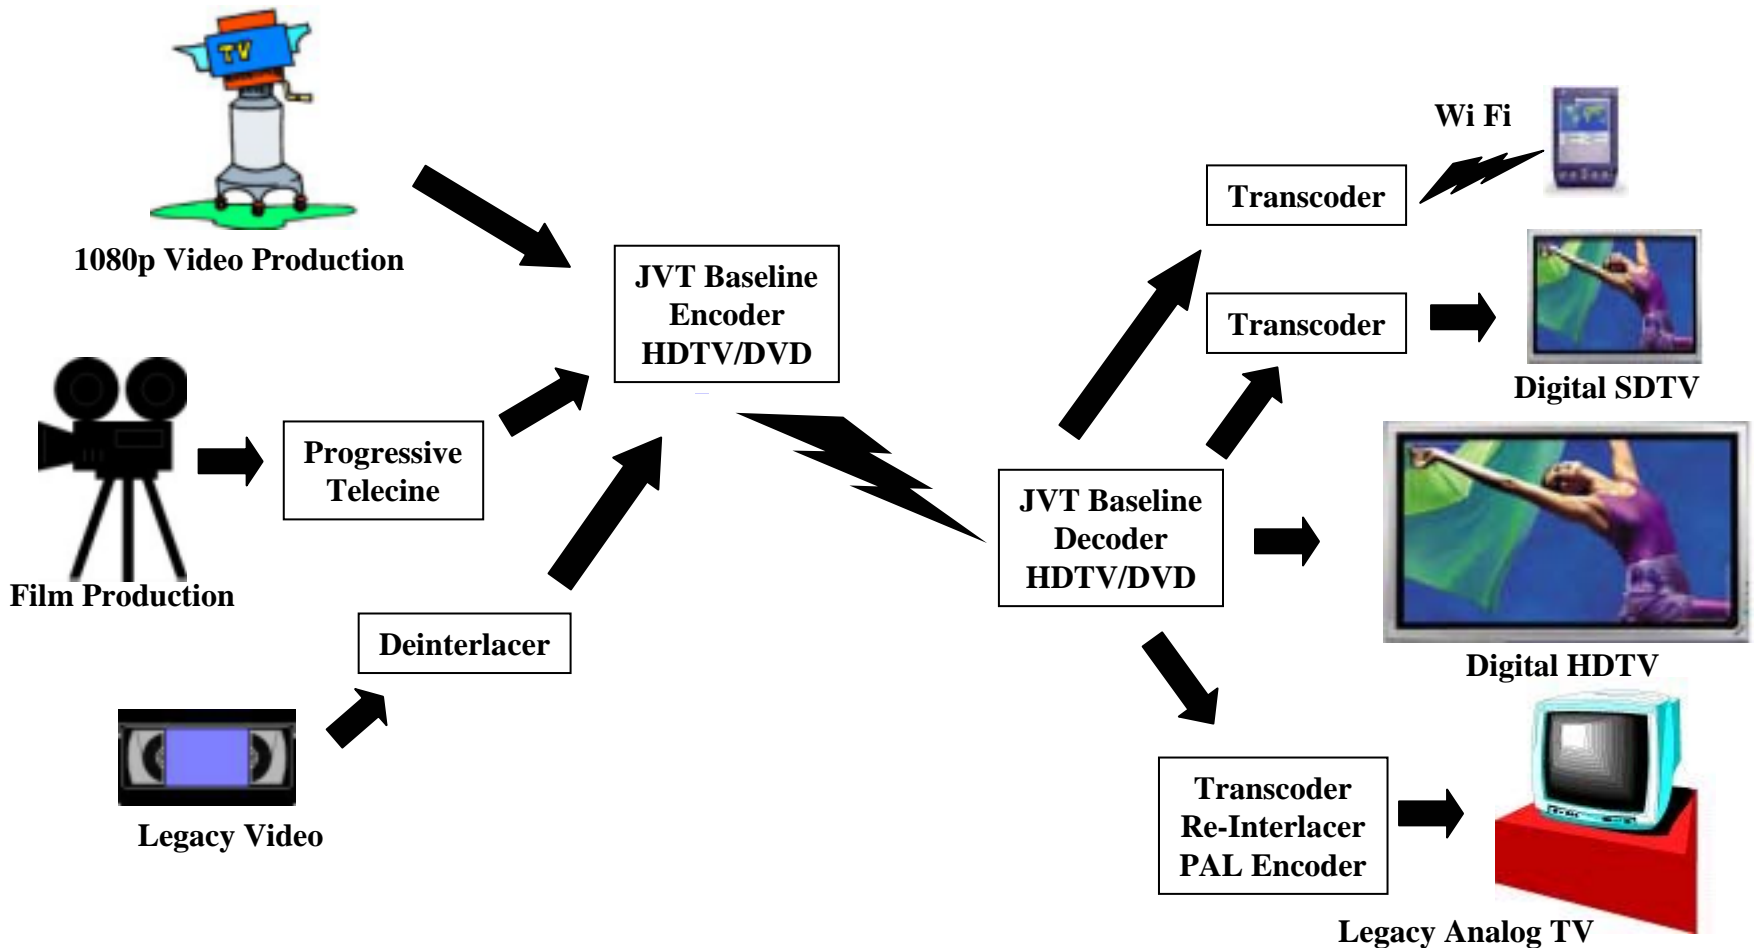 TV
1080p Video Production
Film Production
Progressive
Telecine
Deinterlacer
Legacy Video
JVT Baseline
Encoder
HDTV/DVD
JVT Baseline
Decoder
HDTV/DVD
Transcoder
Wi Fi
Transcoder
Digital SDTV
Digital HDTV
Transcoder
Re-Interlacer
PAL Encoder
Legacy Analog TV